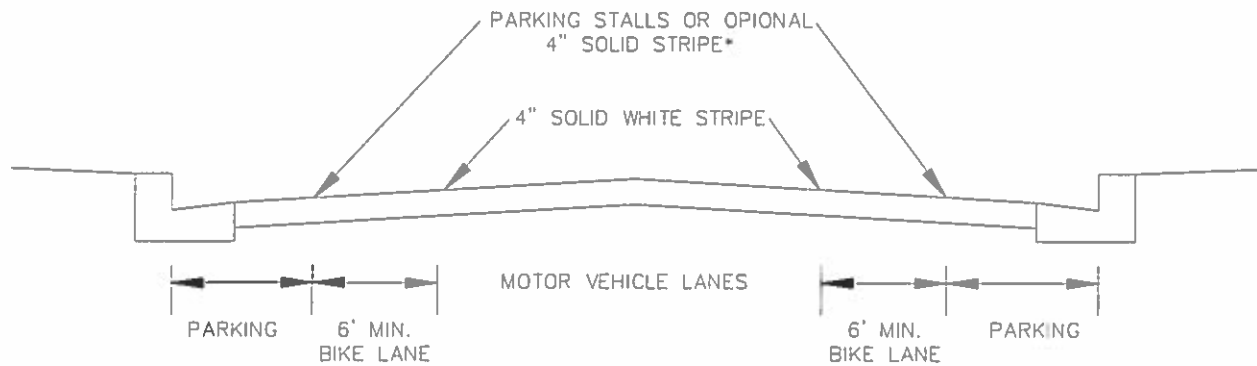 PARKING STALLS OR OPIONAL
4" SOLID STRIPE*
4" SOLID WHITE STRIPE
MOTOR VEHICLE LANES
PARKING
6' MIN.
BIKE LANE
6' MIN.
BIKE LANE
PARKING